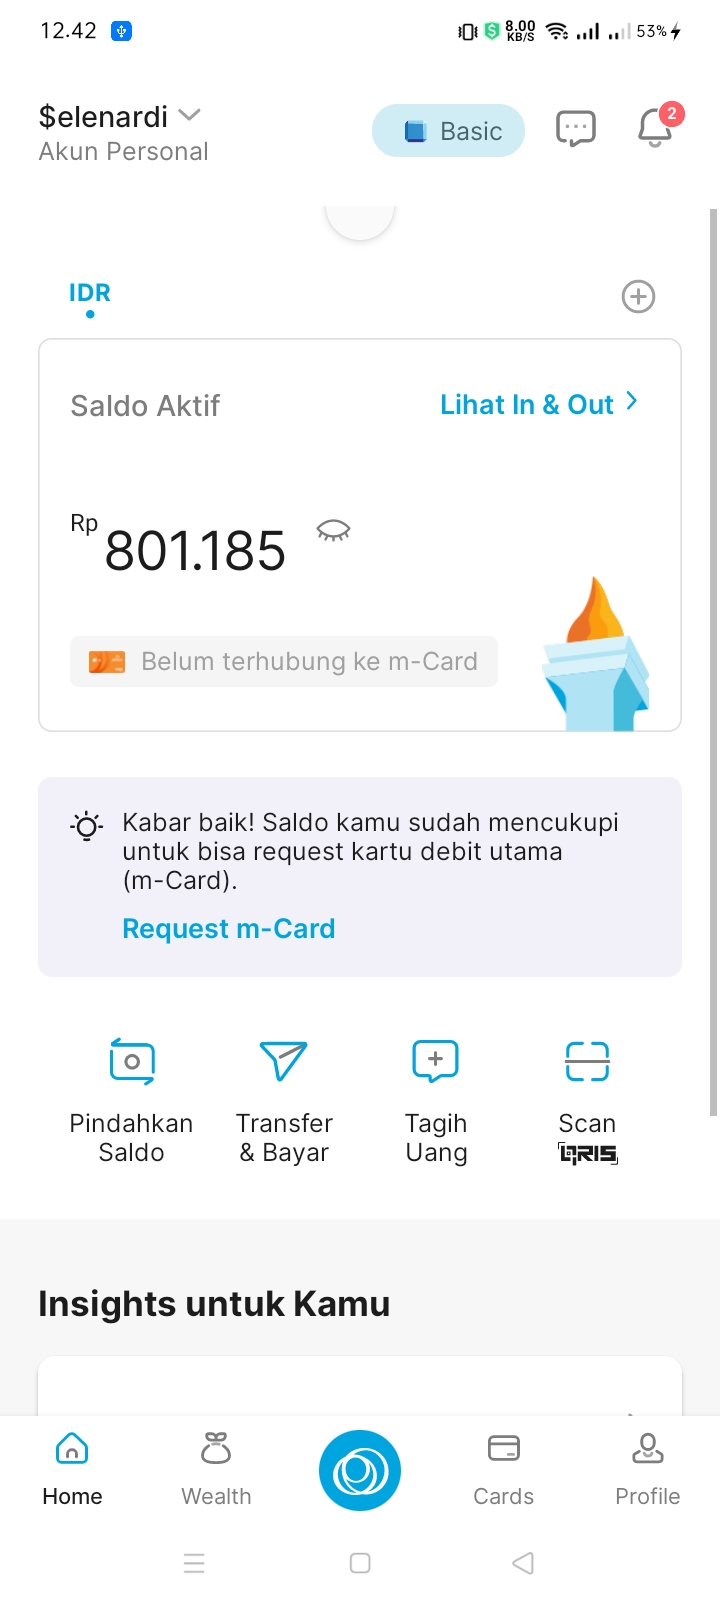 12.42
8.00
KB/S
53%
$elenardi
Akun Personal
Basic
2
IDR
Saldo Aktif
Lihat In & Out
Rp
801.185
Belum terhubung ke m-Card
Kabar baik! Saldo kamu sudah mencukupi
untuk bisa request kartu debit utama
(m-Card).
Request m-Card
Pindahkan
Saldo
Transfer
& Bayar
Tagih
Uang
Scan
QRIS
Insights untuk Kamu
Home
Wealth
Cards
Profile